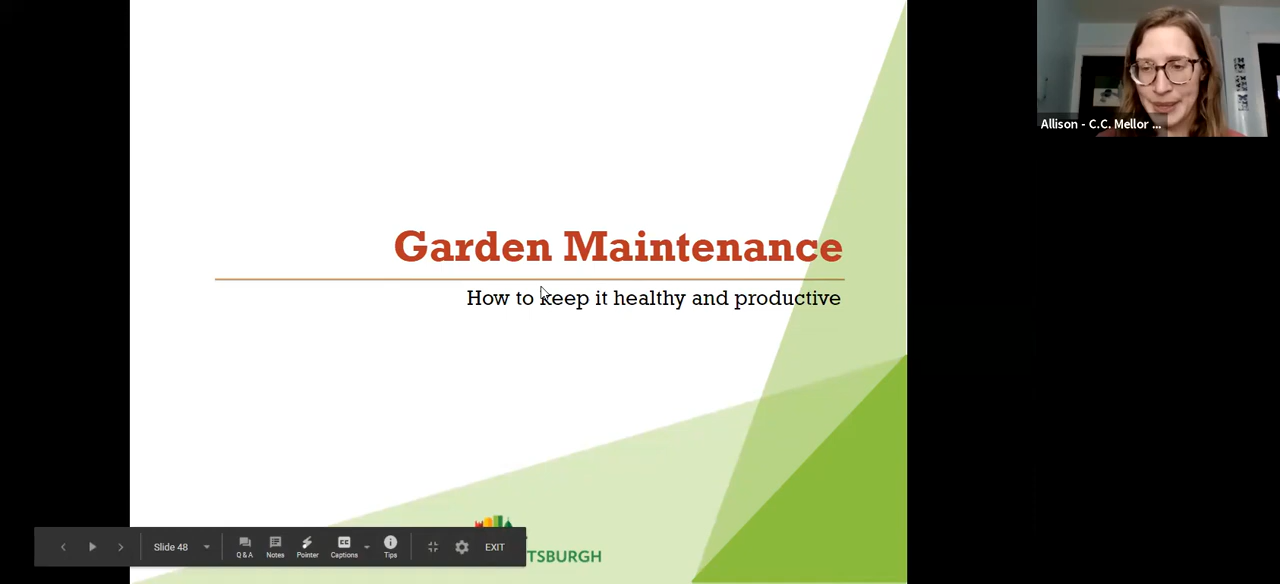 Garden Maintenance
How to keep it healthy and productive
Allison - C.C. Mellor ...
TSBURGH
Slide 48
Q & A
Notes
Pointer
Captions
Tips
EXIT